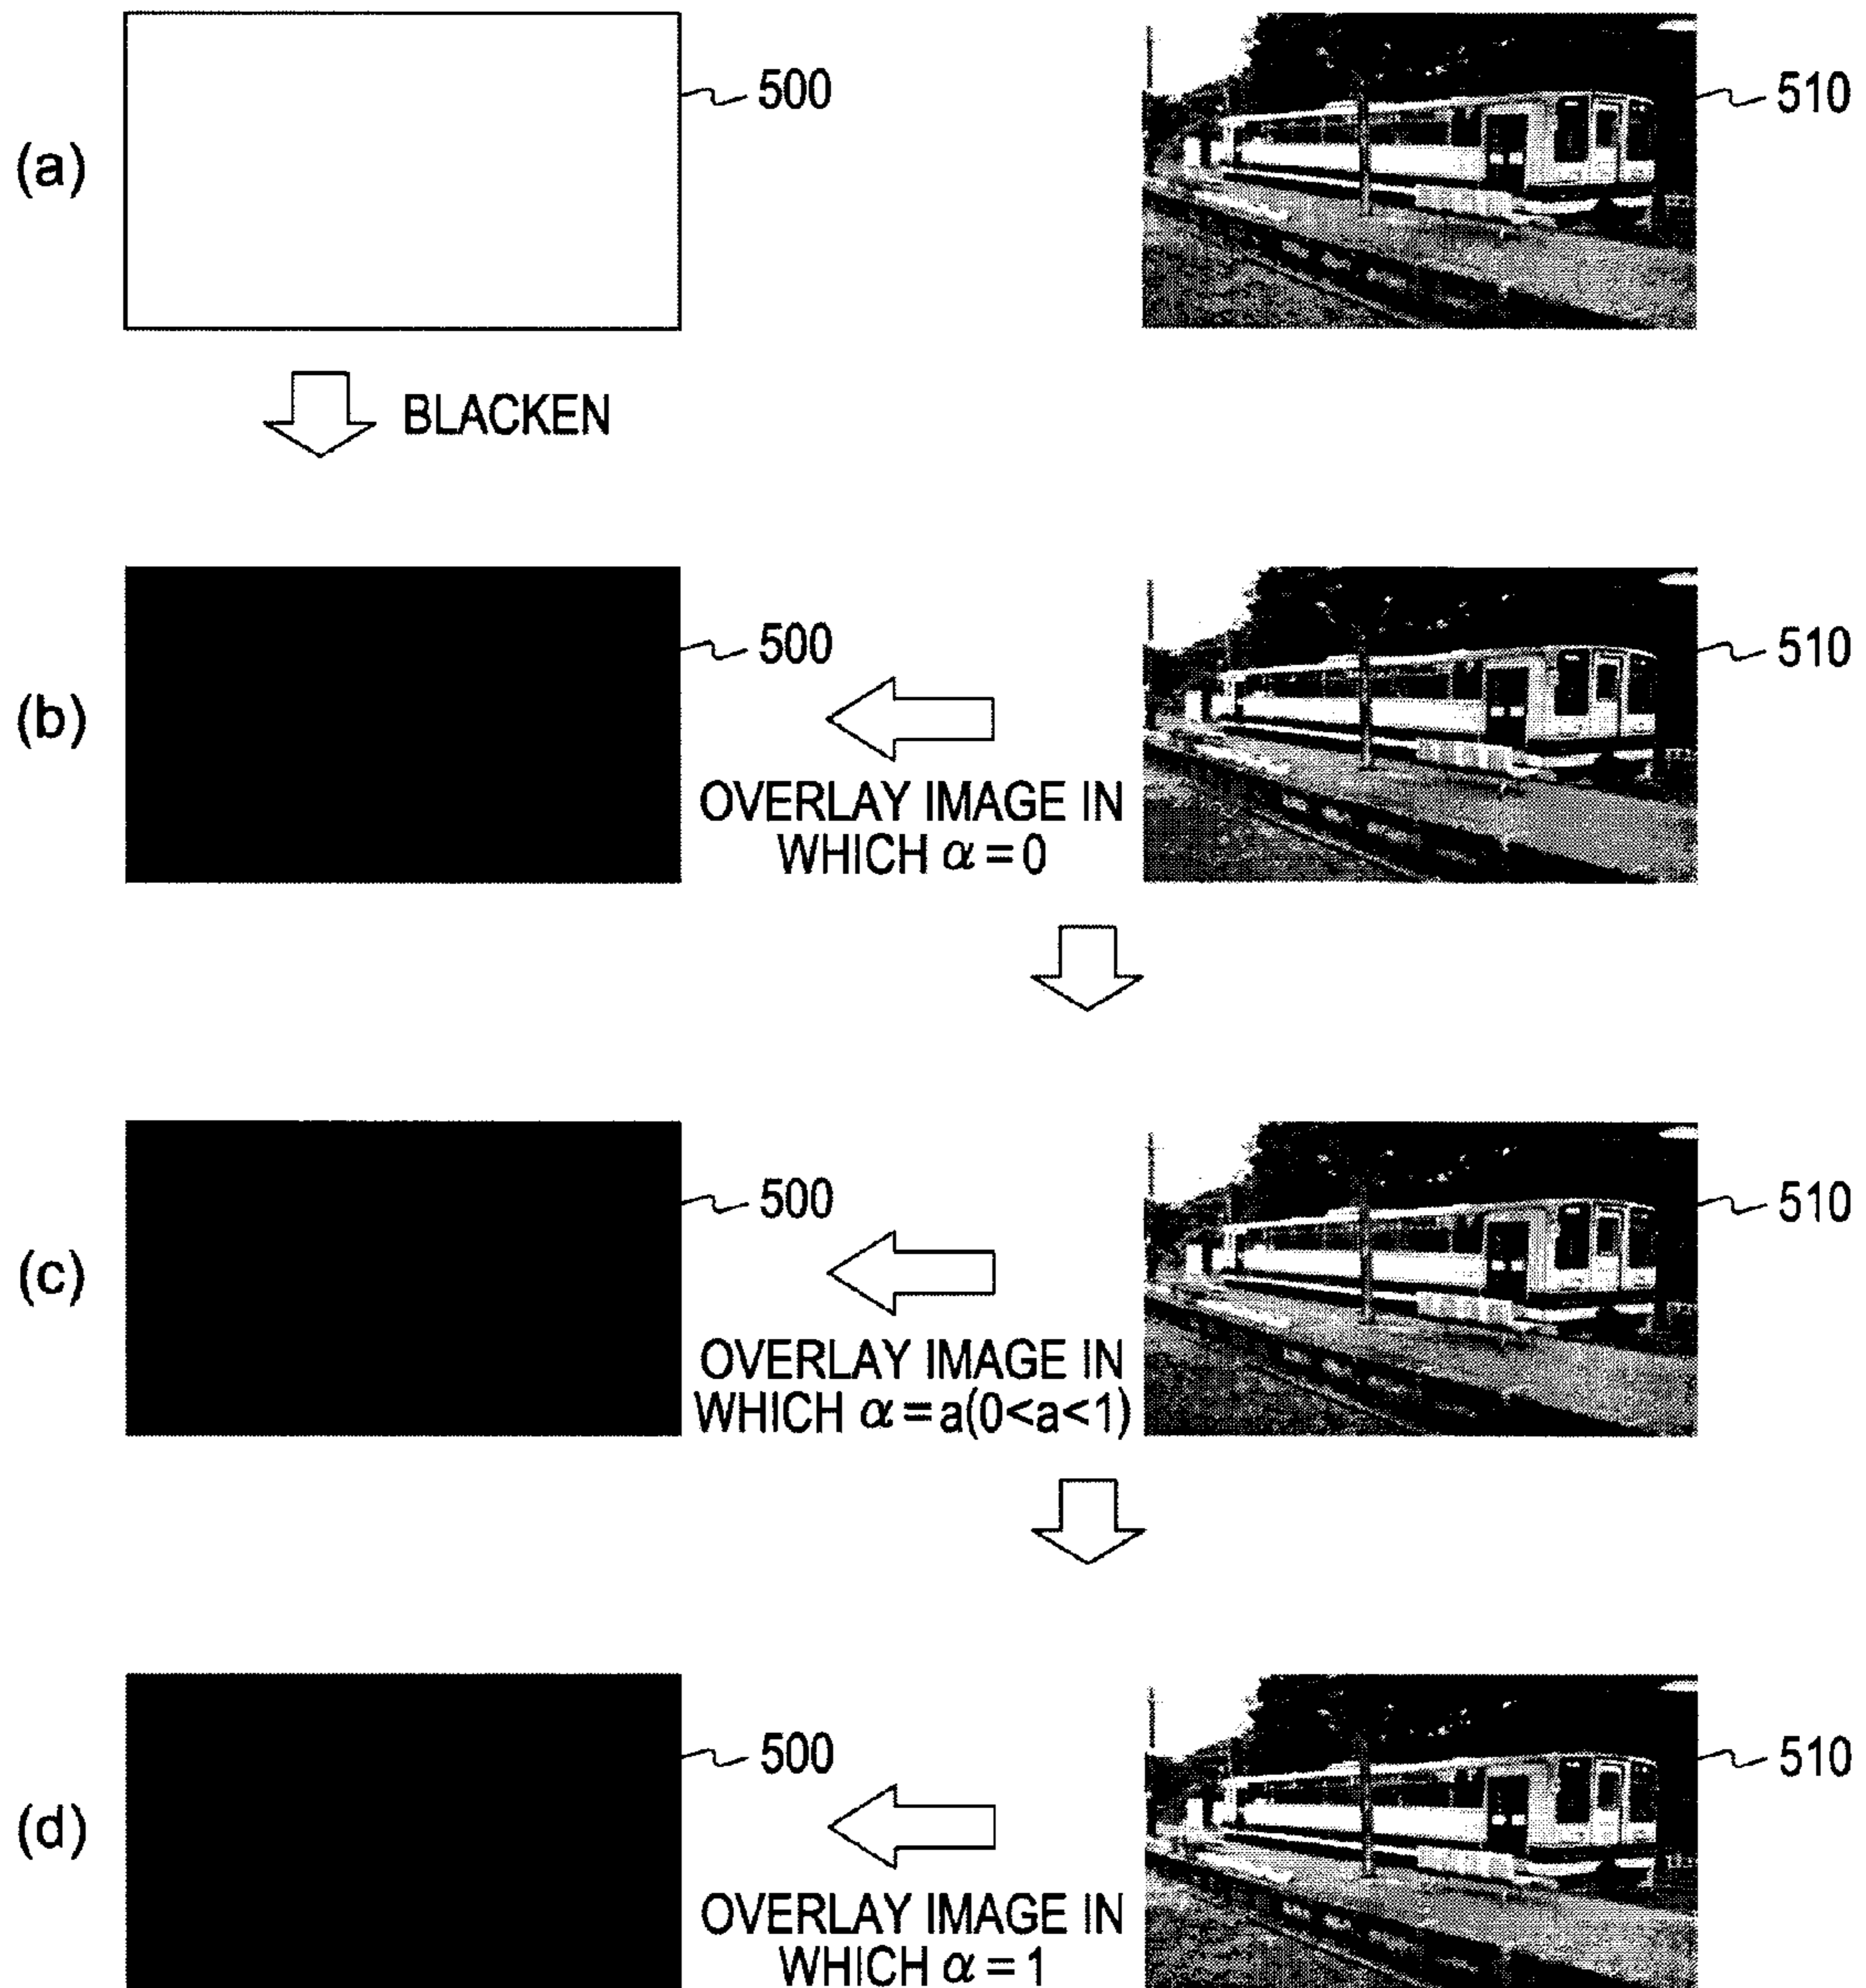 (a)
500
510
BLACKEN
(b)
500
510
OVERLAY IMAGE IN
WHICH α = 0
(c)
500
510
OVERLAY IMAGE IN
WHICH α = a(0<a<1)
(d)
500
510
OVERLAY IMAGE IN
WHICH α = 1